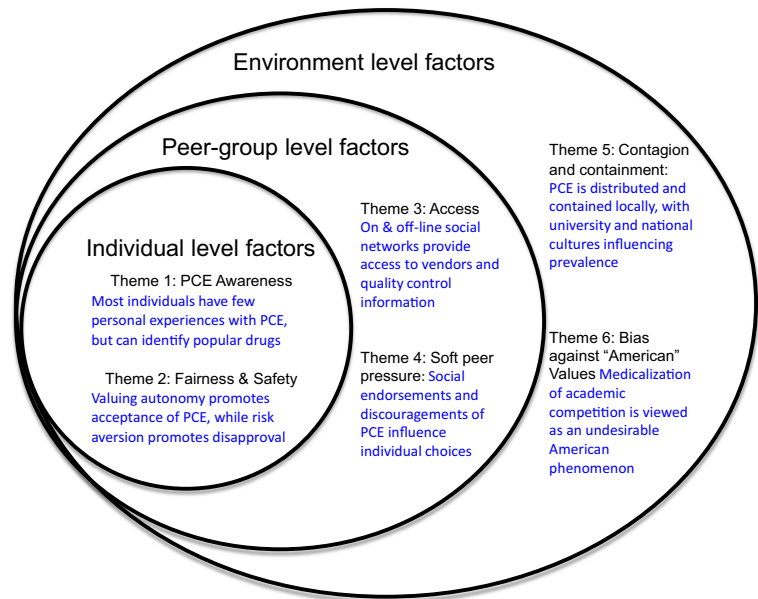 Environment level factors
Peer-group level factors
Individual level factors
Theme 1: PCE Awareness
Most individuals have few
personal experiences with PCE,
but can identify popular drugs
Theme 2: Fairness & Safety
Valuing autonomy promotes
acceptance of PCE, while risk
aversion promotes disapproval
Theme 3: Access
On & off-line social
networks provide
access to vendors and
quality control
information
Theme 4: Soft peer
pressure: Social
endorsements and
discouragements of
PCE influence
individual choices
Theme 5: Contagion
and containment:
PCE is distributed and
contained locally, with
university and national
cultures influencing
prevalence
Theme 6: Bias
against “American”
Values Medicalization
of academic
competition is viewed
as an undesirable
American
phenomenon